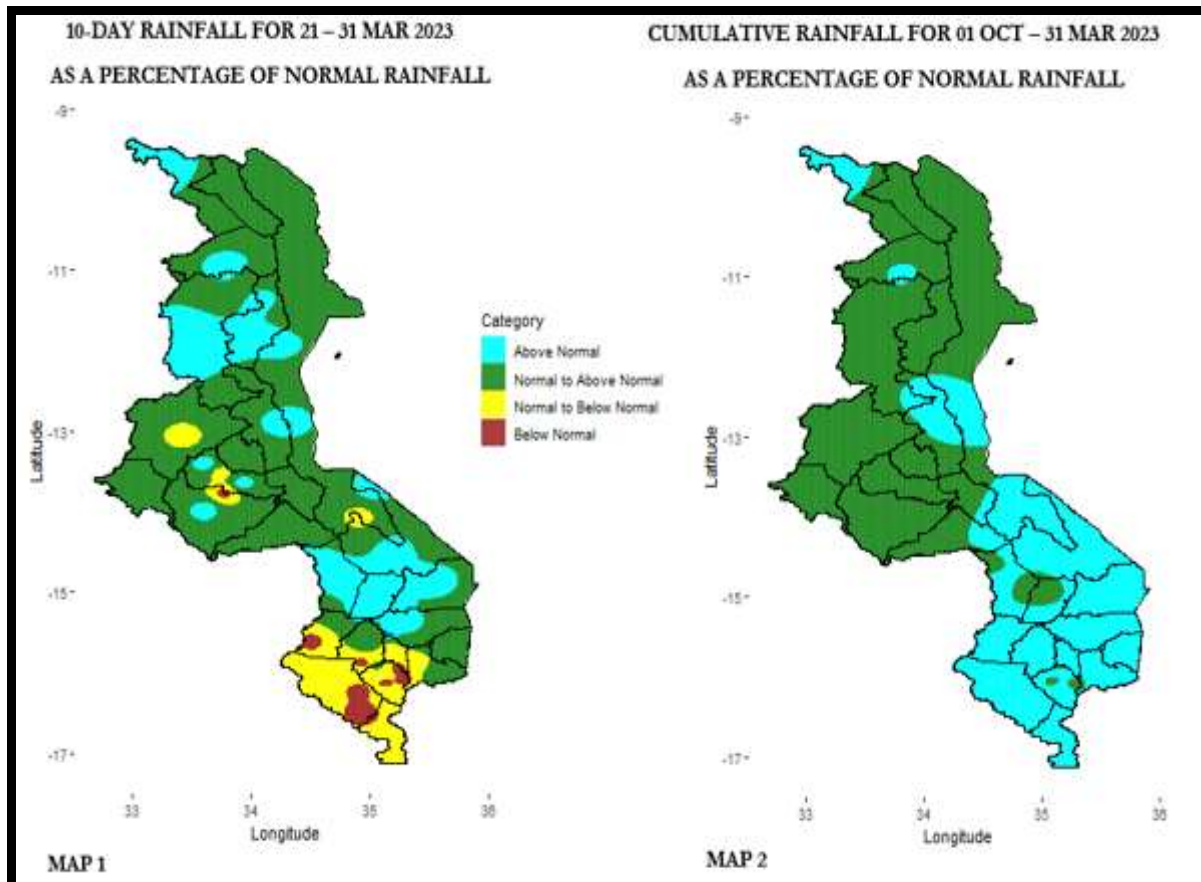 10-DAY RAINFALL FOR 21 – 31 MAR 2023
AS A PERCENTAGE OF NORMAL RAINFALL
-9
-11
-13
-15
-17
Latitude
33
34
35
36
Longitude
MAP 1
Category
Above Normal
Normal to Above Normal
Normal to Below Normal
Below Normal
CUMULATIVE RAINFALL FOR 01 OCT – 31 MAR 2023
AS A PERCENTAGE OF NORMAL RAINFALL
-9
-11
-13
-15
-17
Latitude
33
34
35
36
Longitude
MAP 2